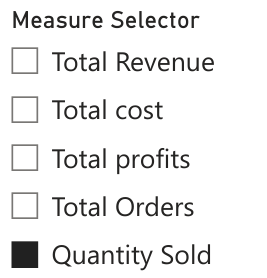 Measure Selector
Total Revenue
Total cost
Total profits
Total Orders
Quantity Sold